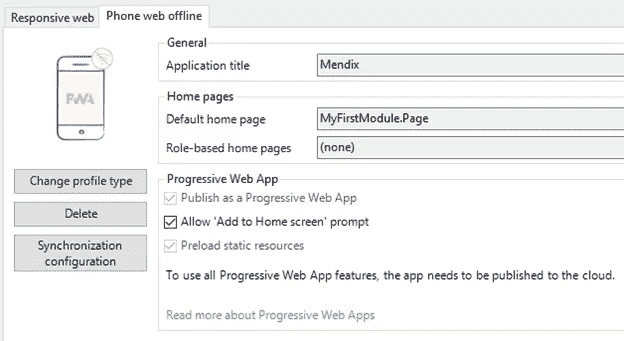 Responsive web
Phone web offline
PWA
Change profile type
Delete
Synchronization
configuration
General
Application title
Mendix
Home pages
Default home page
MyFirstModule.Page
Role-based home pages
(none)
Progressive Web App
Publish as a Progressive Web App
Allow 'Add to Home screen' prompt
Preload static resources
To use all Progressive Web App features, the app needs to be published to the cloud.
Read more about Progressive Web Apps